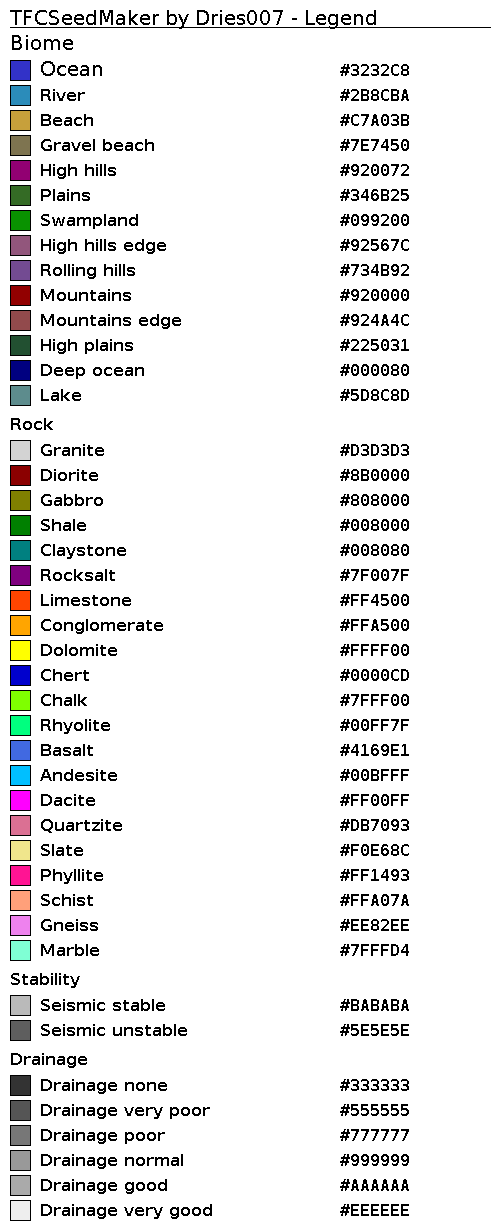 TFCSeedMaker by Dries007 - Legend
Biome
Ocean #3232C8
River #2B8CBA
Beach #C7A03B
Gravel beach #7E7450
High hills #920072
Plains #346B25
Swampland #099200
High hills edge #92567C
Rolling hills #734B92
Mountains #920000
Mountains edge #924A4C
High plains #225031
Deep ocean #000080
Lake #5D8C8D
Rock
Granite #D3D3D3
Diorite #8B0000
Gabbro #808000
Shale #008000
Claystone #008080
Rocksalt #7F007F
Limestone #FF4500
Conglomerate #FFA500
Dolomite #FFFF00
Chert #0000CD
Chalk #7FFF00
Rhyolite #00FF7F
Basalt #4169E1
Andesite #00BFFF
Dacite #FF00FF
Quartzite #DB7093
Slate #F0E68C
Phyllite #FF1493
Schist #FFA07A
Gneiss #EE82EE
Marble #7FFFD4
Stability
Seismic stable #BABABA
Seismic unstable #5E5E5E
Drainage
Drainage none #333333
Drainage very poor #555555
Drainage poor #777777
Drainage normal #999999
Drainage good #AAAAAA
Drainage very good #EEEEEE